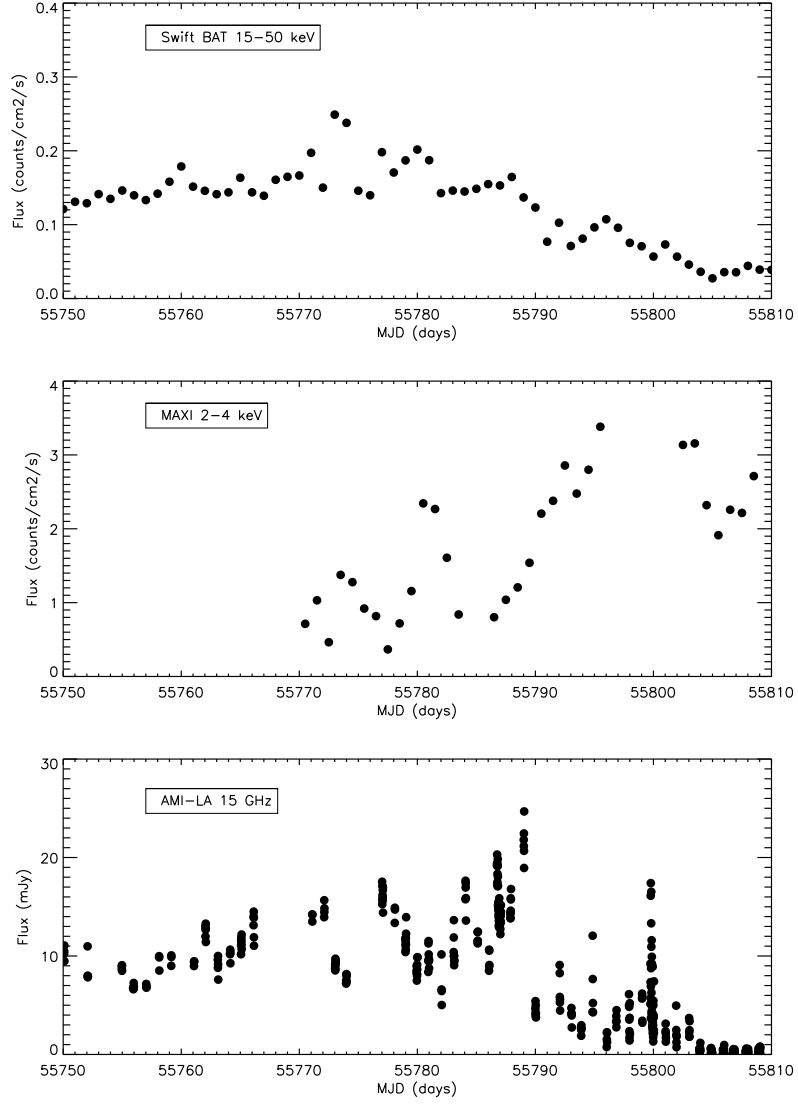 0.4
Swift BAT 15−50 keV
0.3
0.2
0.1
0.0
Flux (counts/cm2/s)
55750 55760 55770 55780 55790 55800 55810
MJD (days)
4
MAXI 2−4 keV
3
2
1
0
Flux (counts/cm2/s)
55750 55760 55770 55780 55790 55800 55810
MJD (days)
30
AMI−LA 15 GHz
20
10
0
Flux (mJy)
55750 55760 55770 55780 55790 55800 55810
MJD (days)